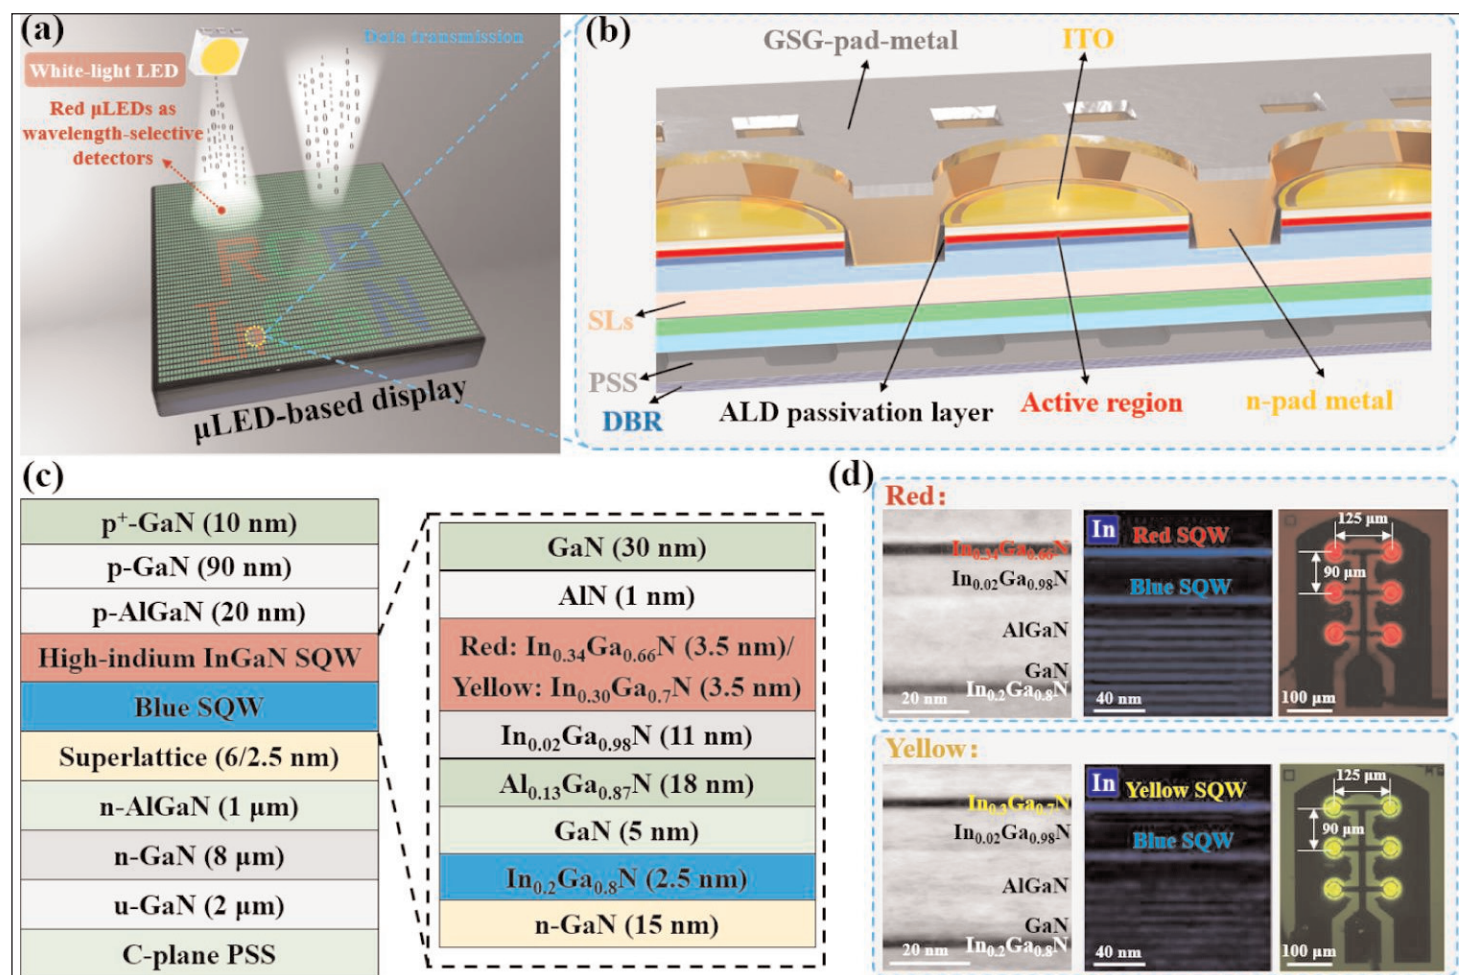 (a)
Data transmission
White-light LED
Red μLEDs as
wavelength-selective
detectors
RGB
InGaN
μLED-based display
(b)
GSG-pad-metal
ITO
SLs
PSS
DBR
ALD passivation layer
Active region
n-pad metal
(c)
p⁺-GaN (10 nm)
p-GaN (90 nm)
p-AlGaN (20 nm)
High-indium InGaN SQW
Blue SQW
Superlattice (6/2.5 nm)
n-AlGaN (1 μm)
n-GaN (8 μm)
u-GaN (2 μm)
C-plane PSS
GaN (30 nm)
AlN (1 nm)
Red: In₀.₃₄Ga₀.₆₆N (3.5 nm)/
Yellow: In₀.₃₀Ga₀.₇N (3.5 nm)
In₀.₀₂Ga₀.₉₈N (11 nm)
Al₀.₁₃Ga₀.₈₇N (18 nm)
GaN (5 nm)
In₀.₂Ga₀.₈N (2.5 nm)
n-GaN (15 nm)
(d)
Red:
In₀.₃₄Ga₀.₆₆N
In₀.₀₂Ga₀.₉₈N
AlGaN
GaN
In₀.₂Ga₀.₈N
20 nm
In
Red SQW
Blue SQW
40 nm
125 μm
90 μm
100 μm
Yellow:
In₀.₃Ga₀.₇N
In₀.₀₂Ga₀.₉₈N
AlGaN
GaN
In₀.₂Ga₀.₈N
20 nm
In
Yellow SQW
Blue SQW
40 nm
125 μm
90 μm
100 μm